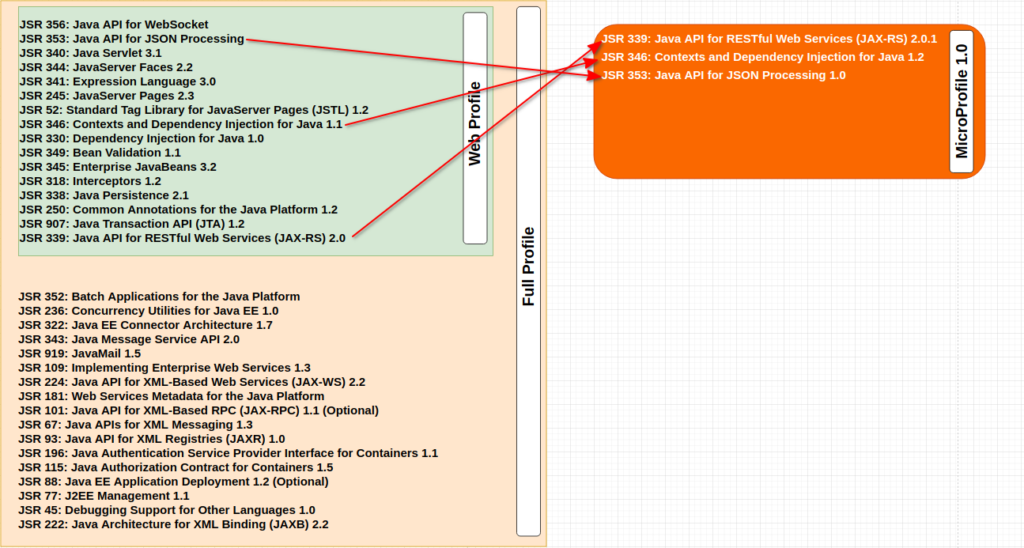 JSR 356: Java API for WebSocket
JSR 353: Java API for JSON Processing
JSR 340: Java Servlet 3.1
JSR 344: JavaServer Faces 2.2
JSR 341: Expression Language 3.0
JSR 245: JavaServer Pages 2.3
JSR 52: Standard Tag Library for JavaServer Pages (JSTL) 1.2
JSR 346: Contexts and Dependency Injection for Java 1.1
JSR 330: Dependency Injection for Java 1.0
JSR 349: Bean Validation 1.1
JSR 345: Enterprise JavaBeans 3.2
JSR 318: Interceptors 1.2
JSR 338: Java Persistence 2.1
JSR 250: Common Annotations for the Java Platform 1.2
JSR 907: Java Transaction API (JTA) 1.2
JSR 339: Java API for RESTful Web Services (JAX-RS) 2.0
Web Profile
JSR 352: Batch Applications for the Java Platform
JSR 236: Concurrency Utilities for Java EE 1.0
JSR 322: Java EE Connector Architecture 1.7
JSR 343: Java Message Service API 2.0
JSR 919: JavaMail 1.5
JSR 109: Implementing Enterprise Web Services 1.3
JSR 224: Java API for XML-Based Web Services (JAX-WS) 2.2
JSR 181: Web Services Metadata for the Java Platform
JSR 101: Java API for XML-Based RPC (JAX-RPC) 1.1 (Optional)
JSR 67: Java APIs for XML Messaging 1.3
JSR 93: Java API for XML Registries (JAXR) 1.0
JSR 196: Java Authentication Service Provider Interface for Containers 1.1
JSR 115: Java Authorization Contract for Containers 1.5
JSR 88: Java EE Application Deployment 1.2 (Optional)
JSR 77: J2EE Management 1.1
JSR 45: Debugging Support for Other Languages 1.0
JSR 222: Java Architecture for XML Binding (JAXB) 2.2
Full Profile
JSR 339: Java API for RESTful Web Services (JAX-RS) 2.0.1
JSR 346: Contexts and Dependency Injection for Java 1.2
JSR 353: Java API for JSON Processing 1.0
MicroProfile 1.0